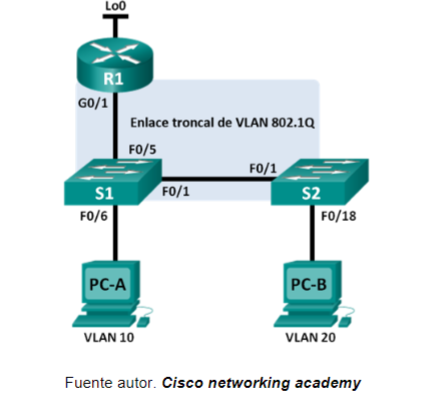 Lo0
R1
G0/1
Enlace troncal de VLAN 802.1Q
F0/5
F0/1
S1
F0/1
S2
F0/6
F0/18
PC-A
PC-B
VLAN 10
VLAN 20
Fuente autor. Cisco networking academy